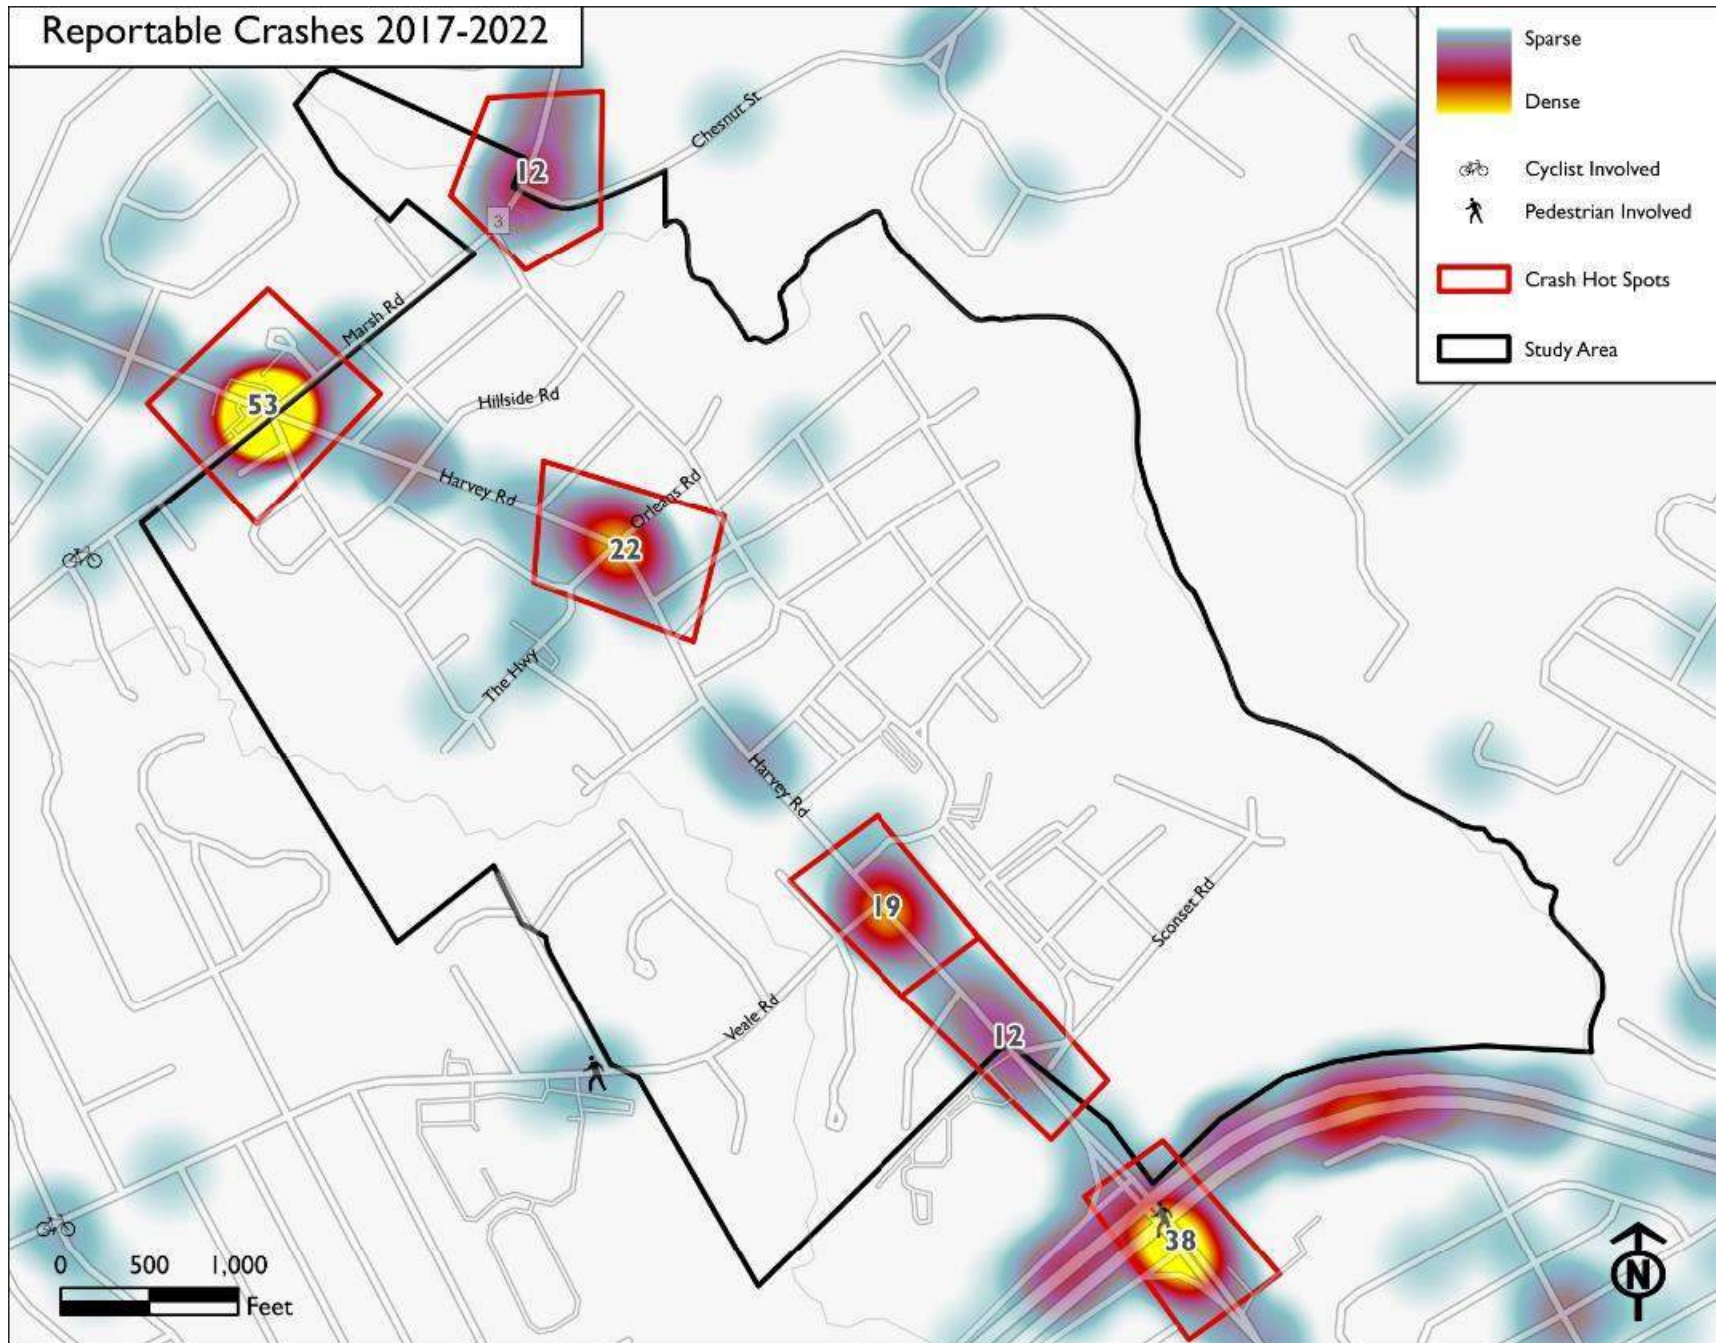 Reportable Crashes 2017-2022
Sparse
Dense
Cyclist Involved
Pedestrian Involved
Crash Hot Spots
Study Area
Chesnut St
12
3
Marsh Rd
53
Hillside Rd
Harvey Rd
Orleans Rd
22
The Hwy
Harvey Rd
19
Sconset Rd
Veale Rd
12
38
0 500 1,000
Feet
N